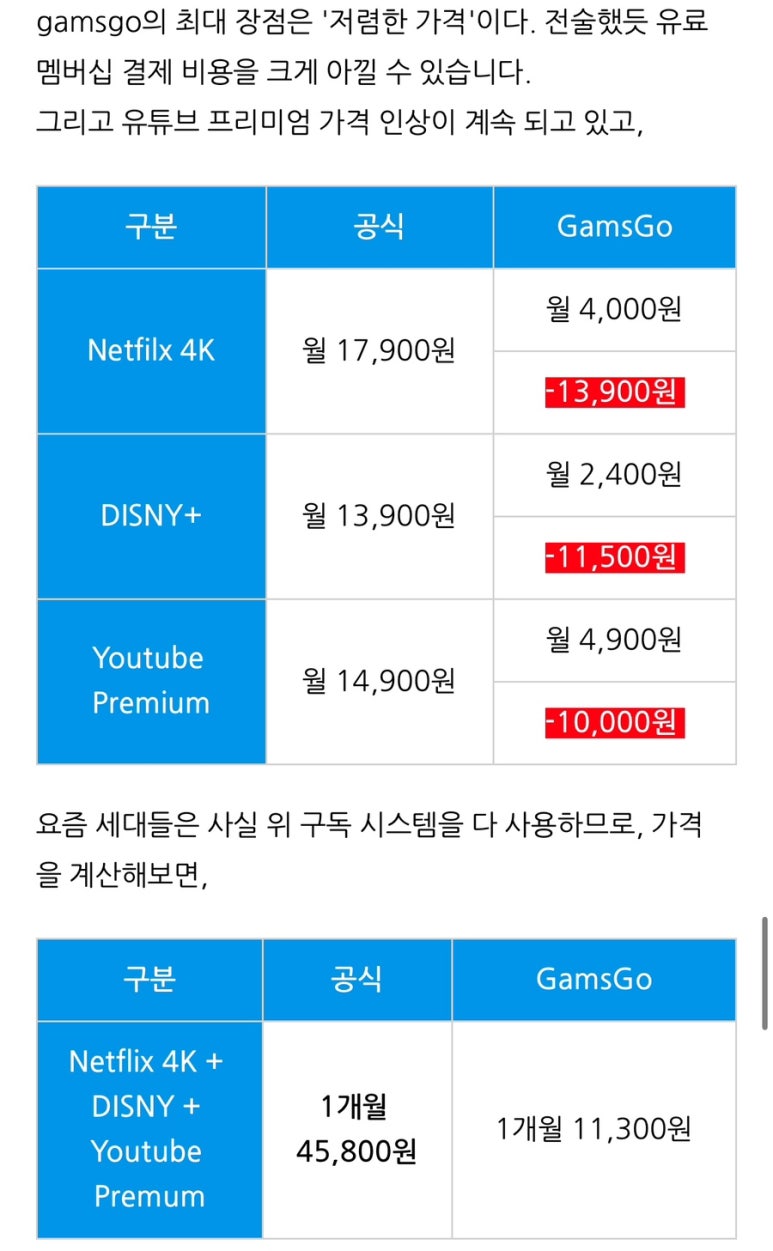 gamsgo의 최대 장점은 '저렴한 가격'이다. 전술했듯 유료
멤버십 결제 비용을 크게 아낄 수 있습니다.
그리고 유튜브 프리미엄 가격 인상이 계속 되고 있고,
구분 공식 GamsGo
Netfilx 4K 월 17,900원 월 4,000원
-13,900원
DISNY+ 월 13,900원 월 2,400원
-11,500원
Youtube
Premium 월 14,900원 월 4,900원
-10,000원
요즘 세대들은 사실 위 구독 시스템을 다 사용하므로, 가격
을 계산해보면,
구분 공식 GamsGo
Netflix 4K +
DISNY +
Youtube
Premum
1개월
45,800원
1개월 11,300원